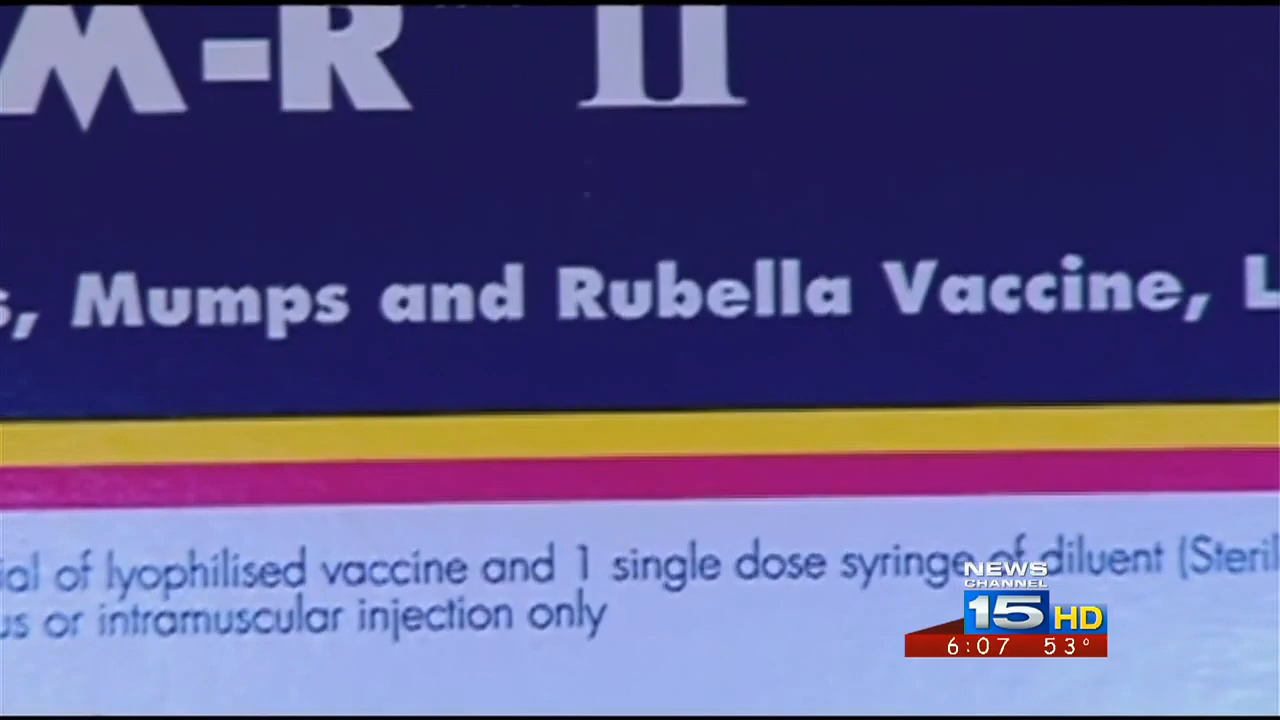 M-R II
s, Mumps and Rubella Vaccine, L
ial of lyophilised vaccine and 1 single dose syringe of diluent (Steril
us or intramuscular injection only
NEWS
CHANNEL
15 HD
6:07 53°